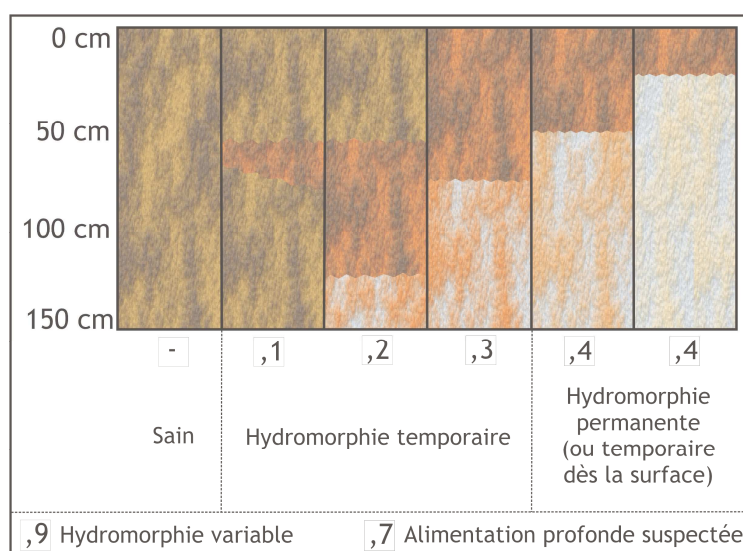 0 cm
50 cm
100 cm
150 cm
- ,1 ,2 ,3 ,4 ,4
Sain
Hydromorphie temporaire
Hydromorphie
permanente
(ou temporaire
dès la surface)
,9 Hydromorphie variable
,7 Alimentation profonde suspectée